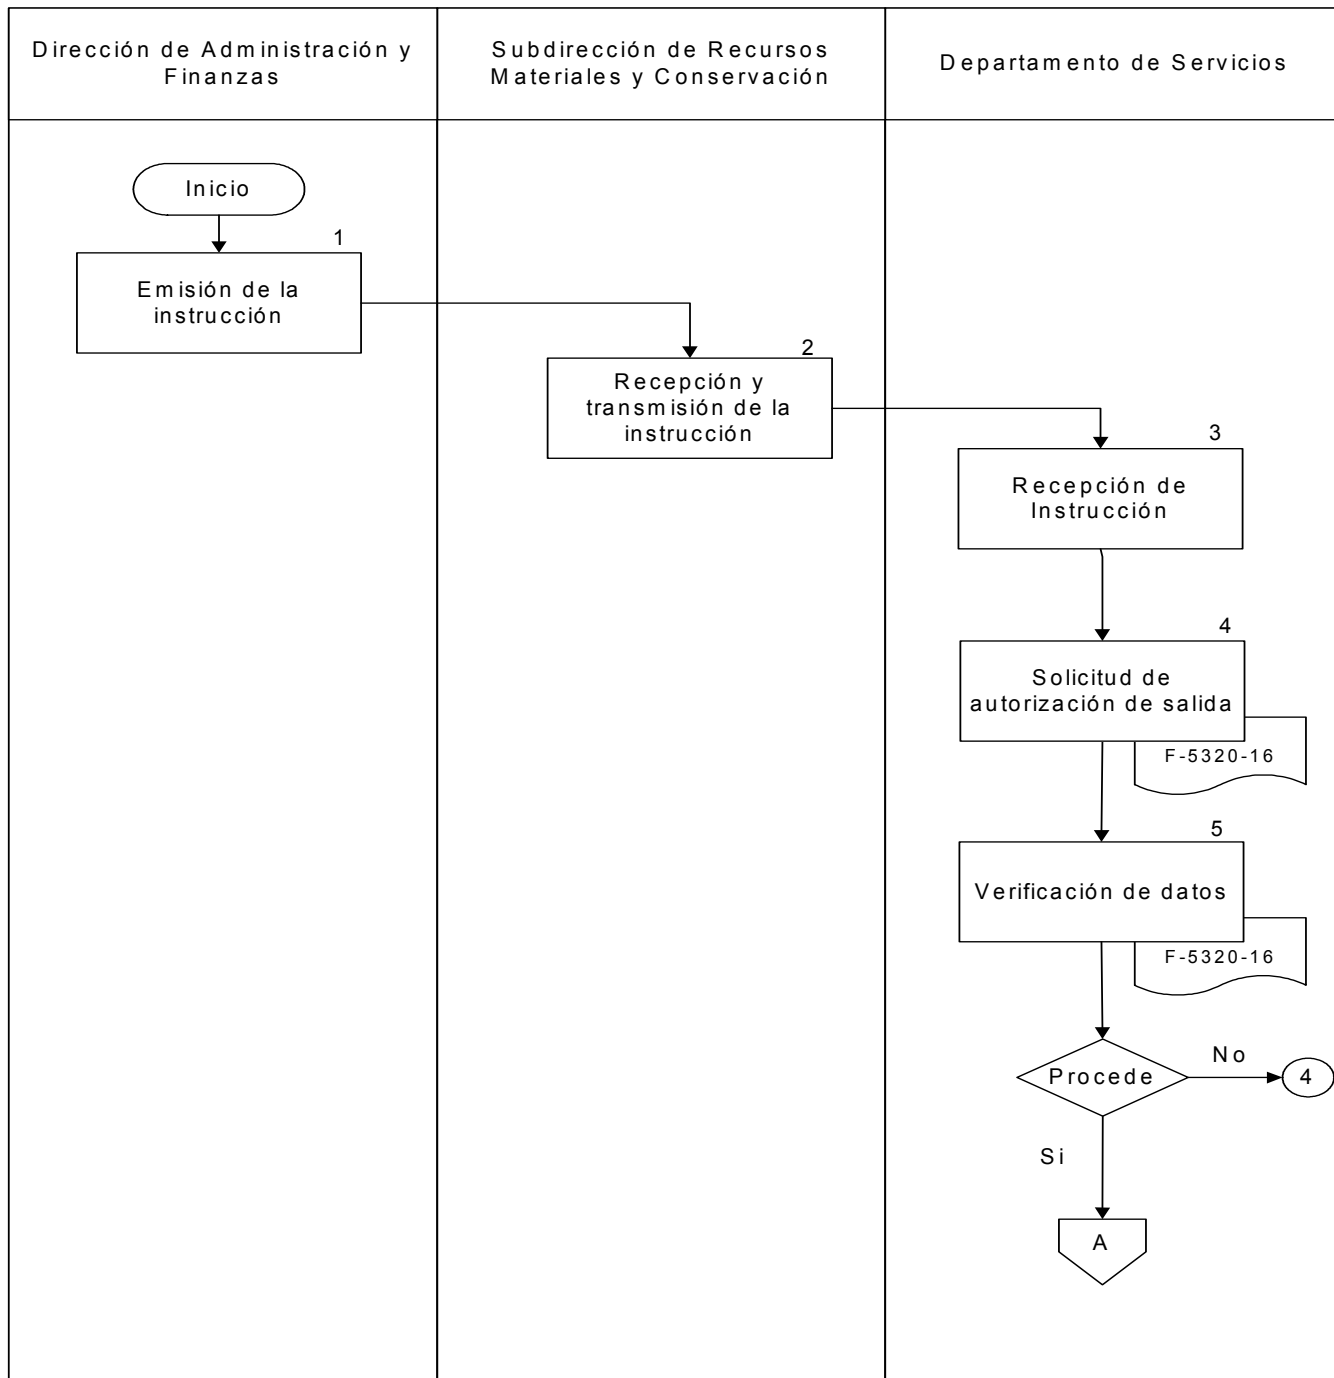 Dirección de Administración y
Finanzas
Subdirección de Recursos
Materiales y Conservación
Departamento de Servicios
Inicio
1
Emisión de la
instrucción
2
Recepción y
transmisión de la
instrucción
3
Recepción de
Instrucción
4
Solicitud de
autorización de salida
F-5320-16
5
Verificación de datos
F-5320-16
Procede
No
4
Si
A